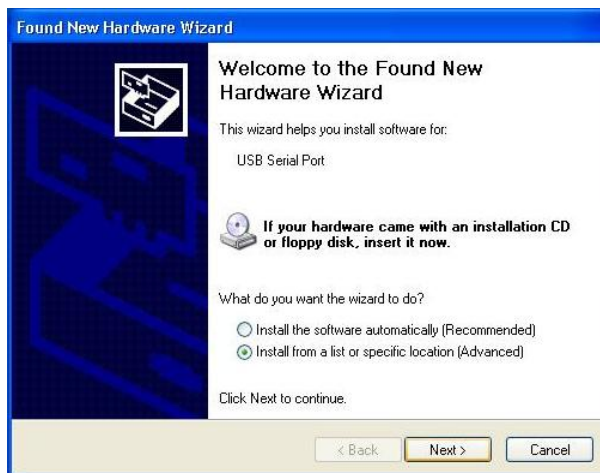 Found New Hardware Wizard
Welcome to the Found New
Hardware Wizard
This wizard helps you install software for:
USB Serial Port
If your hardware came with an installation CD
or floppy disk, insert it now.
What do you want the wizard to do?
Install the software automatically (Recommended)
Install from a list or specific location (Advanced)
Click Next to continue.
< Back Next > Cancel